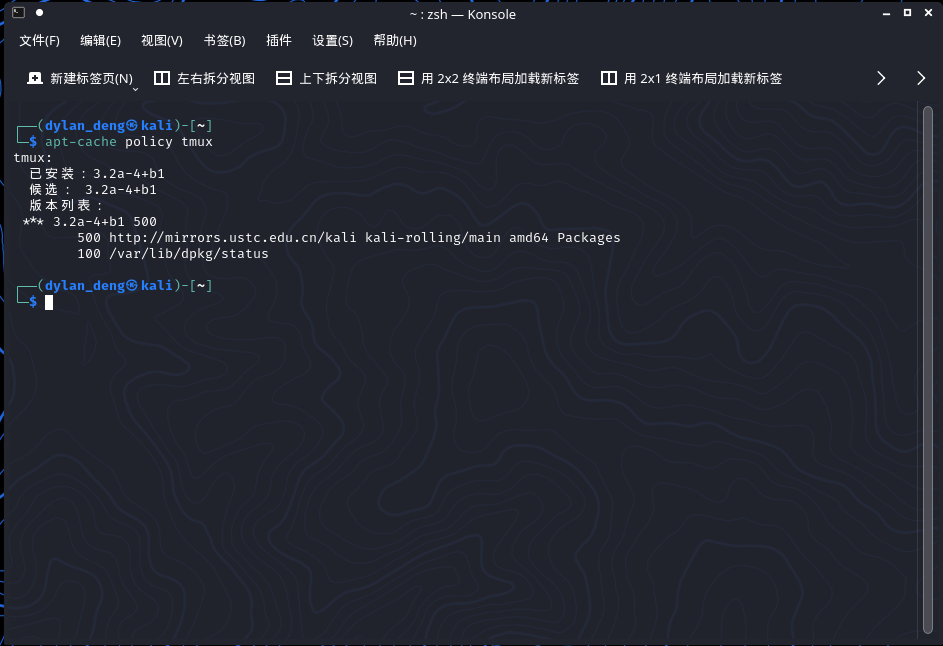 ~ : zsh — Konsole
文件(F) 编辑(E) 视图(V) 书签(B) 插件 设置(S) 帮助(H)
新建标签页(N) 左右拆分视图 上下拆分视图 用 2x2 终端布局加载新标签 用 2x1 终端布局加载新标签
┌──(dylan_deng㉿kali)-[~]
└─$ apt-cache policy tmux
tmux:
  已安装：3.2a-4+b1
  候选： 3.2a-4+b1
  版本列表：
 *** 3.2a-4+b1 500
        500 http://mirrors.ustc.edu.cn/kali kali-rolling/main amd64 Packages
        100 /var/lib/dpkg/status
┌──(dylan_deng㉿kali)-[~]
└─$